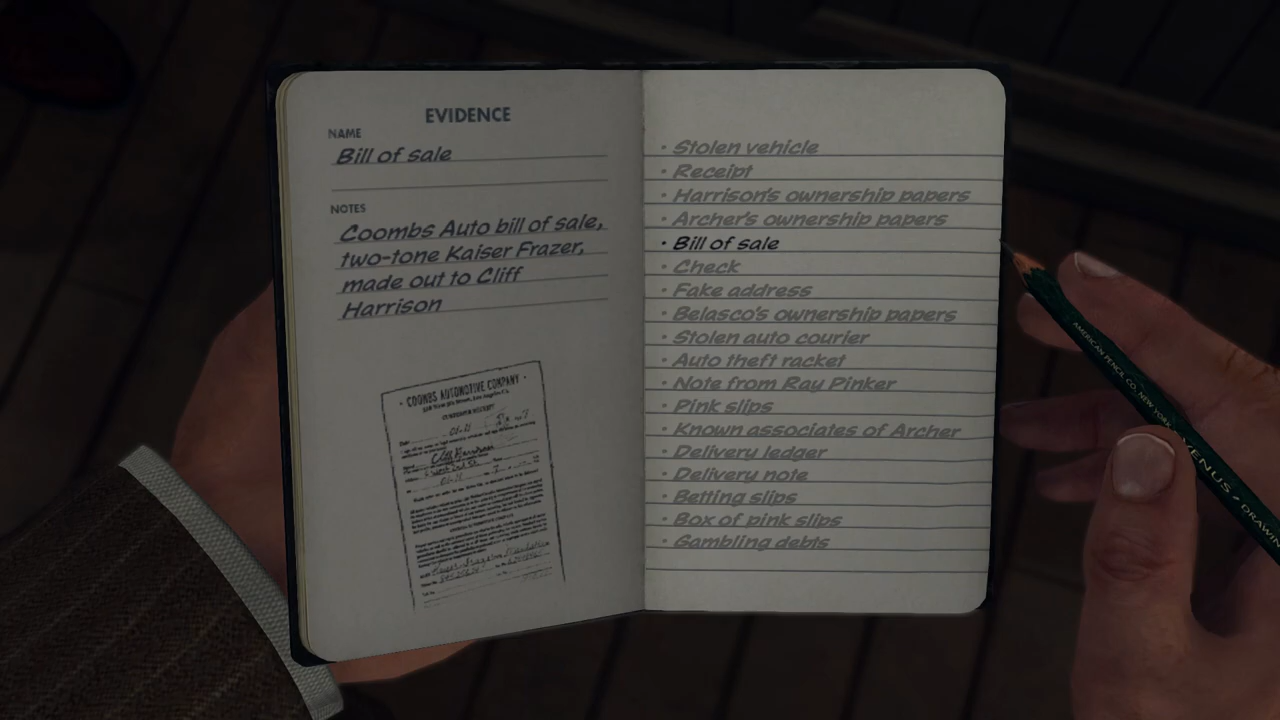 EVIDENCE
NAME
Bill of sale
NOTES
Coombs Auto bill of sale,
two-tone Kaiser Frazer,
made out to Cliff
Harrison
COOMBS AUTOMOTIVE COMPANY
• Stolen vehicle
• Receipt
• Harrison's ownership papers
• Archer's ownership papers
• Bill of sale
• Check
• Fake address
• Belasco's ownership papers
• Stolen auto courier
• Auto theft racket
• Note from Ray Pinker
• Pink slips
• Known associates of Archer
• Delivery ledger
• Delivery note
• Betting slips
• Box of pink slips
• Gambling debts
AMERICAN PENCIL CO. NEW YORK VENUS DRAWIN